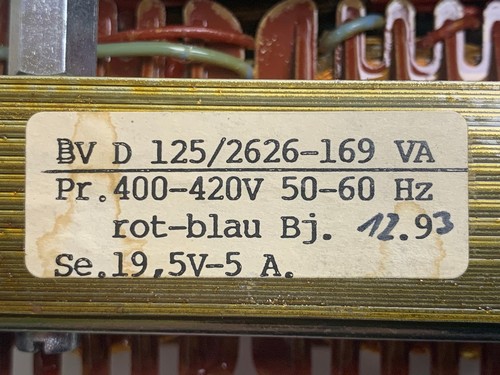 BV D 125/2626-169 VA
Pr.400-420V 50-60 Hz
rot-blau Bj. 12.93
Se.19,5V-5 A.